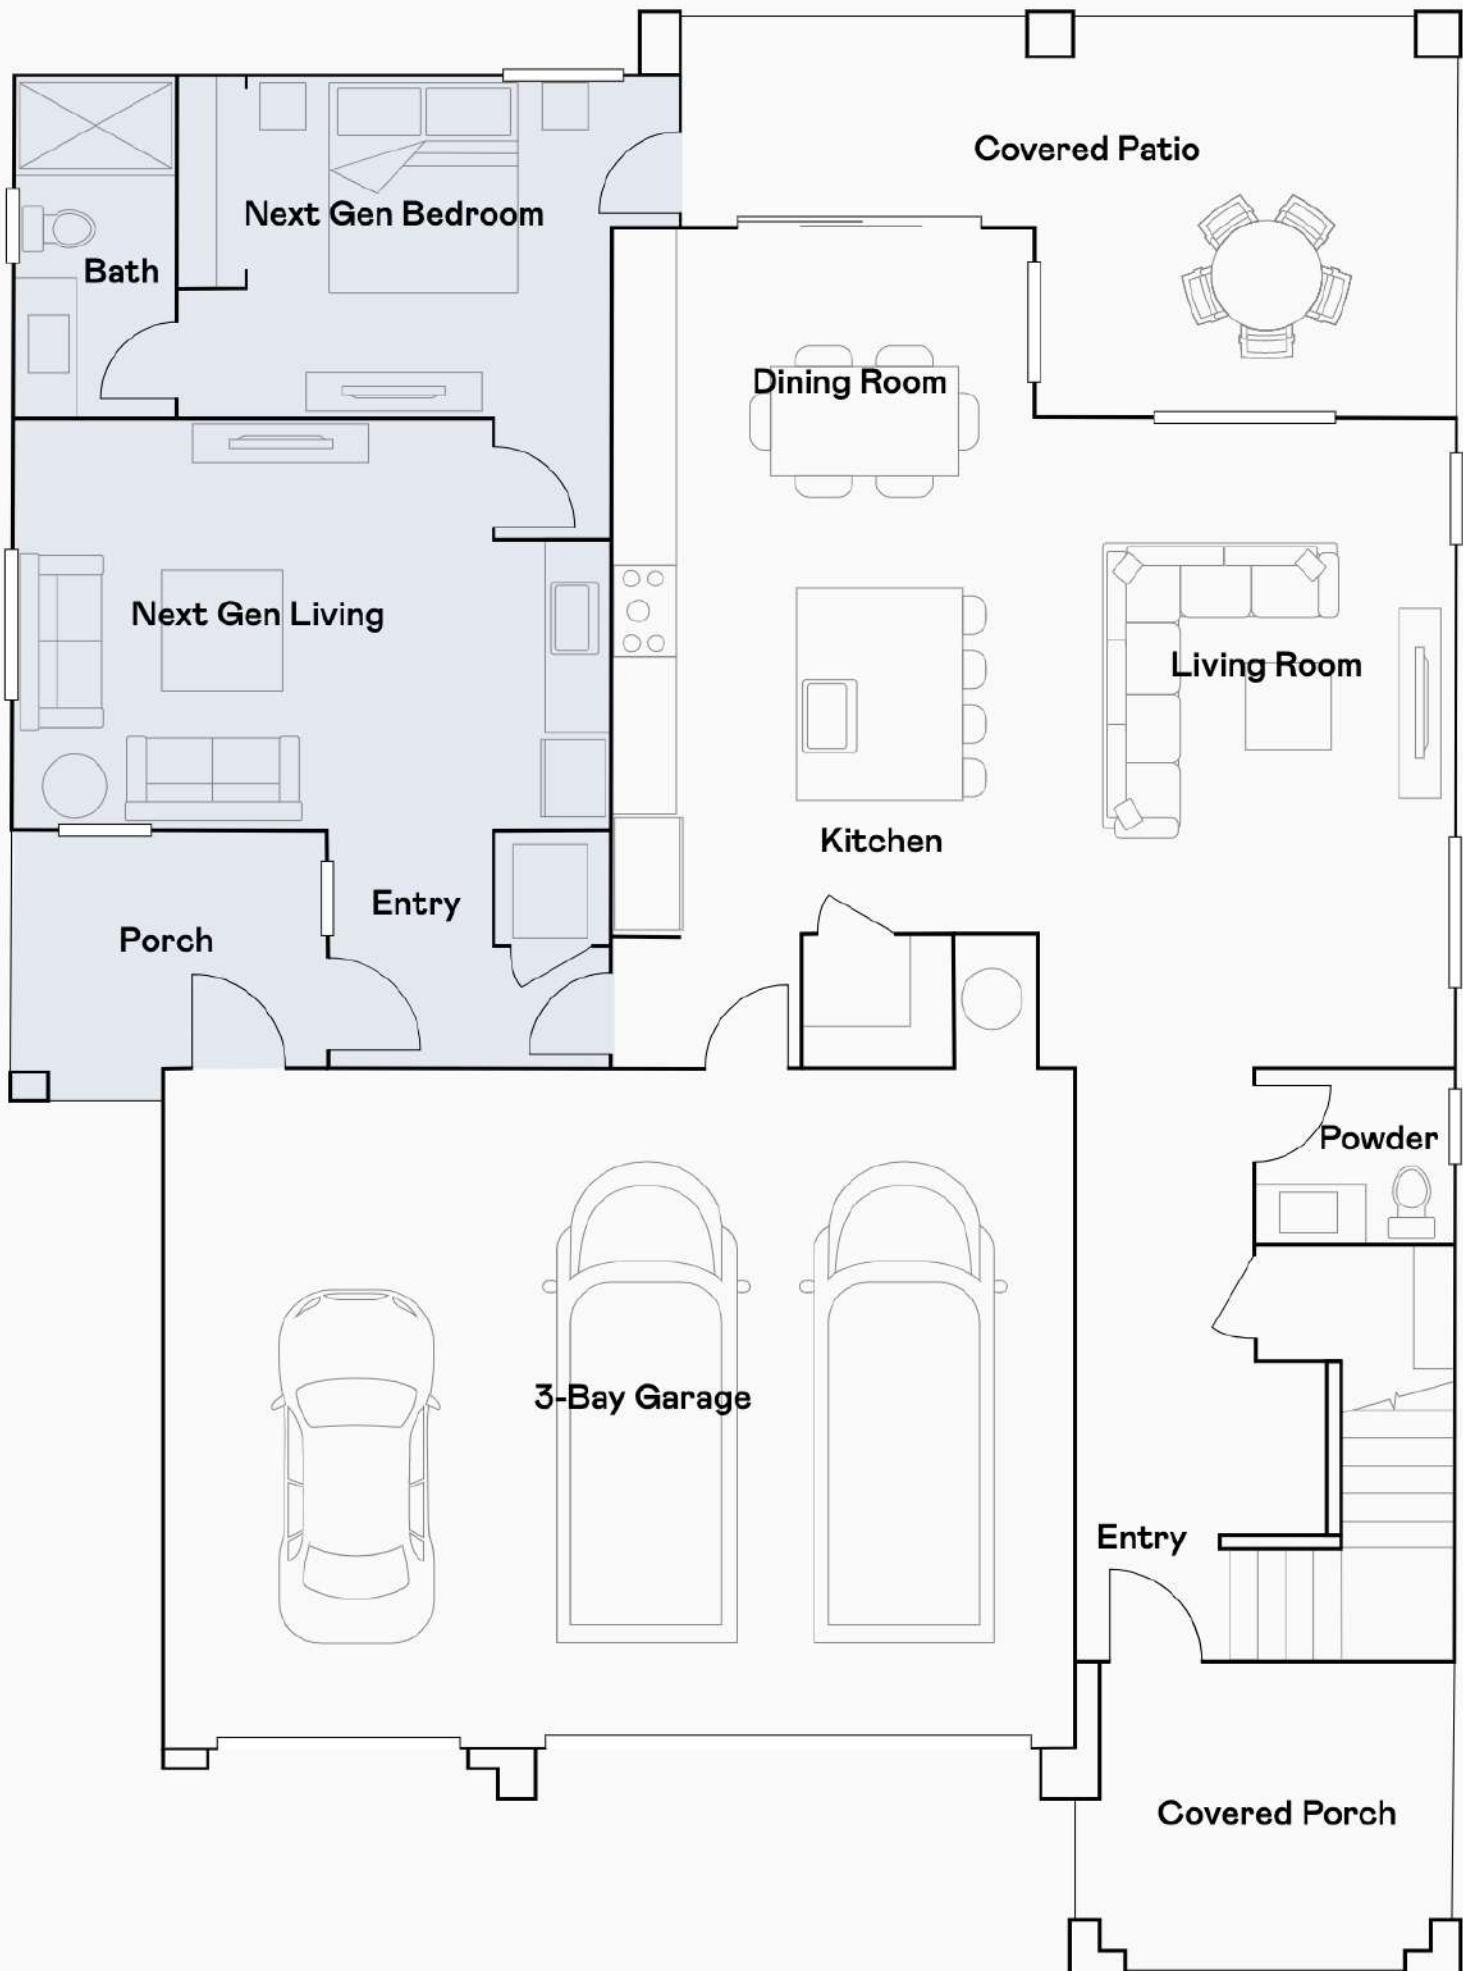 Covered Patio
Next Gen Bedroom
Bath
Dining Room
Next Gen Living
Living Room
Kitchen
Entry
Porch
Powder
3-Bay Garage
Entry
Covered Porch